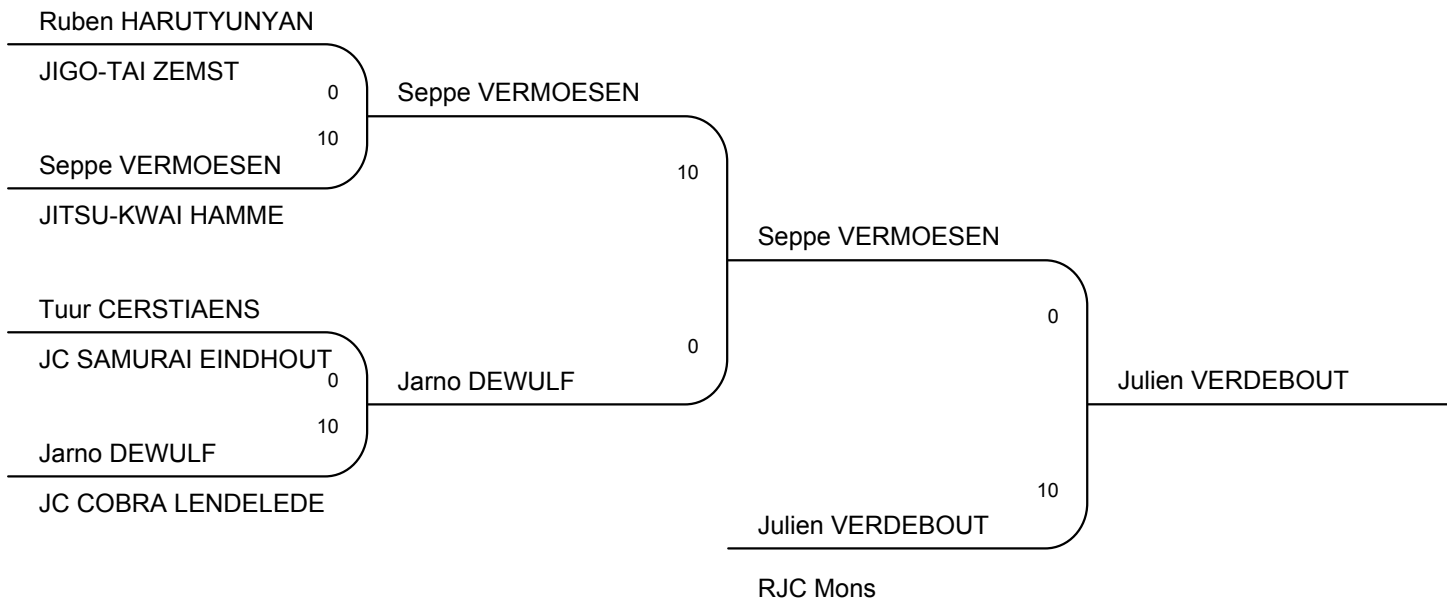 Ruben HARUTYUNYAN
JIGO-TAI ZEMST
0
10
Seppe VERMOESEN
JITSU-KWAI HAMME
Tuur CERSTIAENS
JC SAMURAI EINDHOUT
0
10
Jarno DEWULF
JC COBRA LENDELEDE
Seppe VERMOESEN
10
0
Jarno DEWULF
Seppe VERMOESEN
0
10
Julien VERDEBOUT
RJC Mons
Julien VERDEBOUT